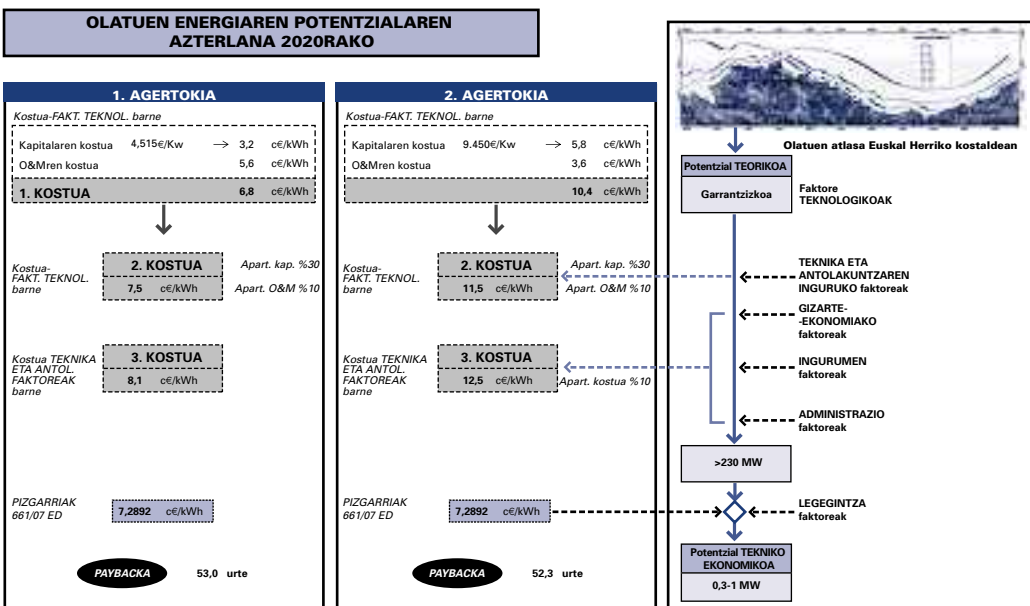 OLATUEN ENERGIAREN POTENTZIALAREN
AZTERLANA 2020RAKO
1. AGERTOKIA
Kostua-FAKT. TEKNOL. barne
Kapitalaren kostua 4,515€/Kw → 3,2 c€/kWh
O&Mren kostua 5,6 c€/kWh
1. KOSTUA 6,8 c€/kWh
Kostua-
FAKT. TEKNOL.
barne
2. KOSTUA
7,5 c€/kWh
Apart. kap. %30
Apart. O&M %10
Kostua TEKNIKA
ETA ANTOL.
FAKTOREAK
barne
3. KOSTUA
8,1 c€/kWh
PIZGARRIAK
661/07 ED
7,2892 c€/kWh
PAYBACKA 53,0 urte
2. AGERTOKIA
Kostua-FAKT. TEKNOL. barne
Kapitalaren kostua 9.450€/Kw → 5,8 c€/kWh
O&Mren kostua 3,6 c€/kWh
10,4 c€/kWh
Kostua-
FAKT. TEKNOL.
barne
2. KOSTUA
11,5 c€/kWh
Apart. kap. %30
Apart. O&M %10
Kostua TEKNIKA
ETA ANTOL.
FAKTOREAK
barne
3. KOSTUA
12,5 c€/kWh
Apart. kostua %10
PIZGARRIAK
661/07 ED
7,2892 c€/kWh
PAYBACKA 52,3 urte
Olatuen atlasa Euskal Herriko kostaldean
Potentzial TEORIKOA
Garrantzizkoa
Faktore
TEKNOLOGIKOAK
TEKNIKA ETA
ANTOLAKUNTZAREN
INGURUKO faktoreak
GIZARTE-
-EKONOMIAKO
faktoreak
INGURUMEN
faktoreak
ADMINISTRAZIO
faktoreak
>230 MW
LEGEGINTZA
faktoreak
Potentzial TEKNIKO
EKONOMIKOA
0,3-1 MW